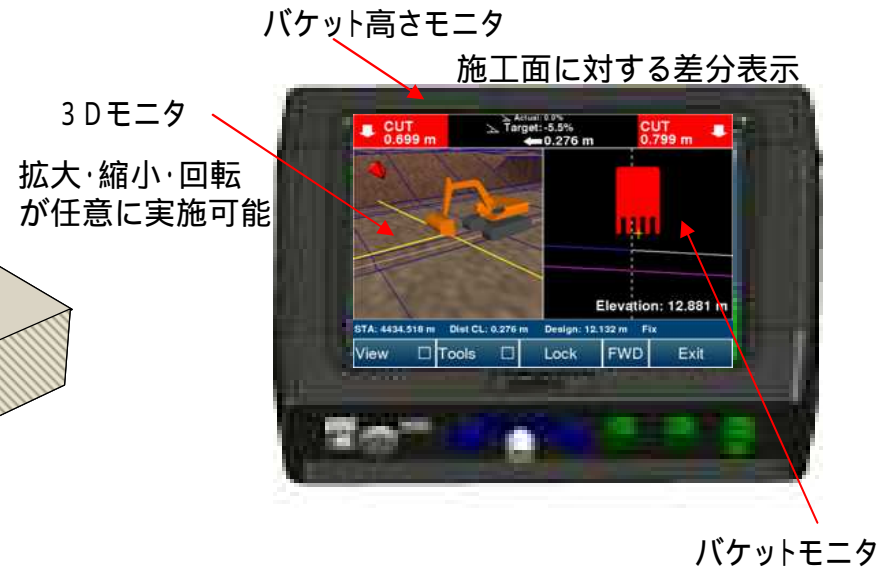 バケット高さモニタ
施工面に対する差分表示
3Dモニタ
拡大・縮小・回転
が任意に実施可能
CUT
0.699 m
Actual: 0.0%
Target: -5.5%
0.276 m
CUT
0.799 m
Elevation: 12.881 m
STA: 4434.518 m Dist CL: 0.276 m Design: 12.132 m Fix
View Tools Lock FWD Exit
バケットモニタ